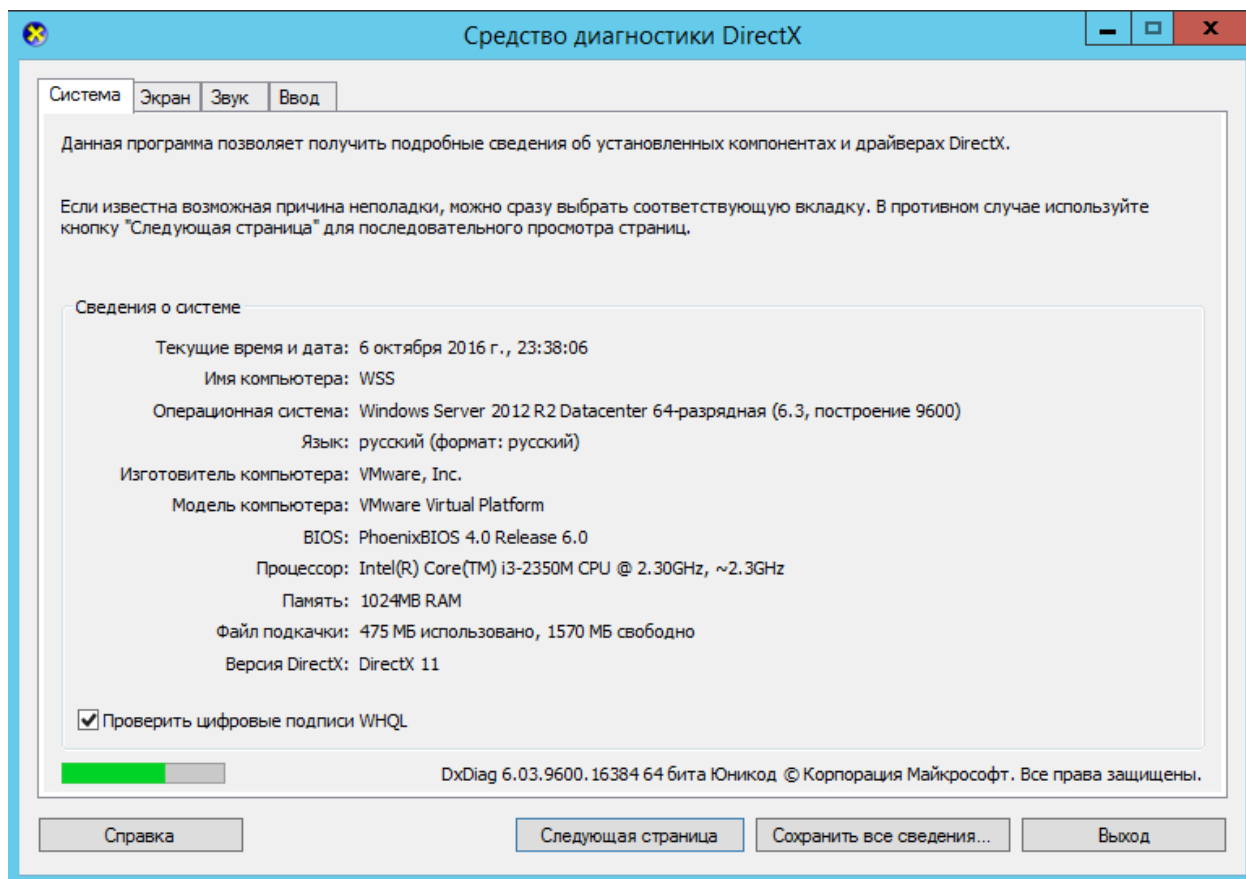 Средство диагностики DirectX
Система Экран Звук Ввод
Данная программа позволяет получить подробные сведения об установленных компонентах и драйверах DirectX.
Если известна возможная причина неполадки, можно сразу выбрать соответствующую вкладку. В противном случае используйте
кнопку "Следующая страница" для последовательного просмотра страниц.
Сведения о системе
Текущие время и дата: 6 октября 2016 г., 23:38:06
Имя компьютера: WSS
Операционная система: Windows Server 2012 R2 Datacenter 64-разрядная (6.3, построение 9600)
Язык: русский (формат: русский)
Изготовитель компьютера: VMware, Inc.
Модель компьютера: VMware Virtual Platform
BIOS: PhoenixBIOS 4.0 Release 6.0
Процессор: Intel(R) Core(TM) i3-2350M CPU @ 2.30GHz, ~2.3GHz
Память: 1024MB RAM
Файл подкачки: 475 МБ использовано, 1570 МБ свободно
Версия DirectX: DirectX 11
Проверить цифровые подписи WHQL
DxDiag 6.03.9600.16384 64 бита Юникод © Корпорация Майкрософт. Все права защищены.
Справка Следующая страница Сохранить все сведения... Выход